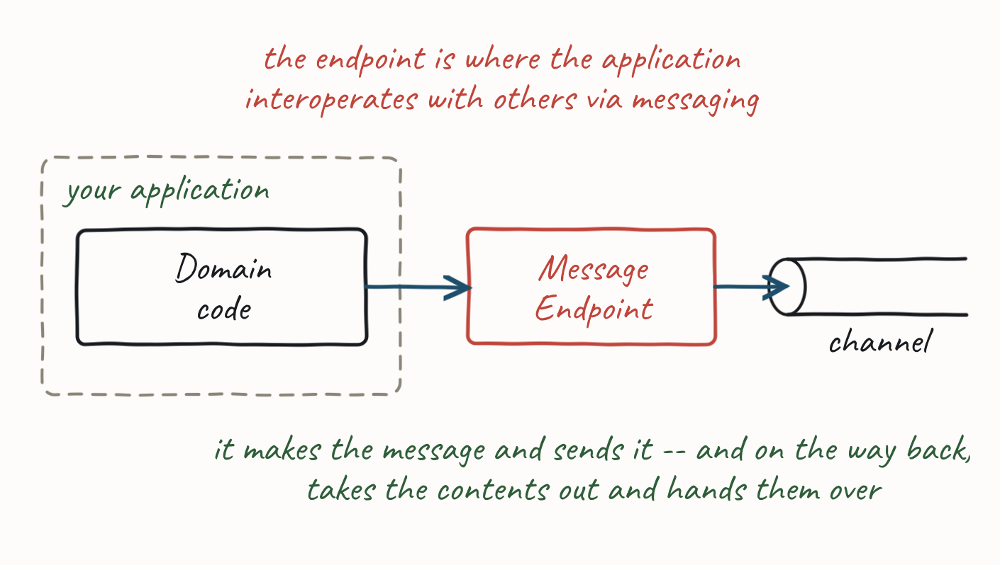 the endpoint is where the application
interoperates with others via messaging
your application
Domain
code
Message
Endpoint
channel
it makes the message and sends it -- and on the way back,
takes the contents out and hands them over